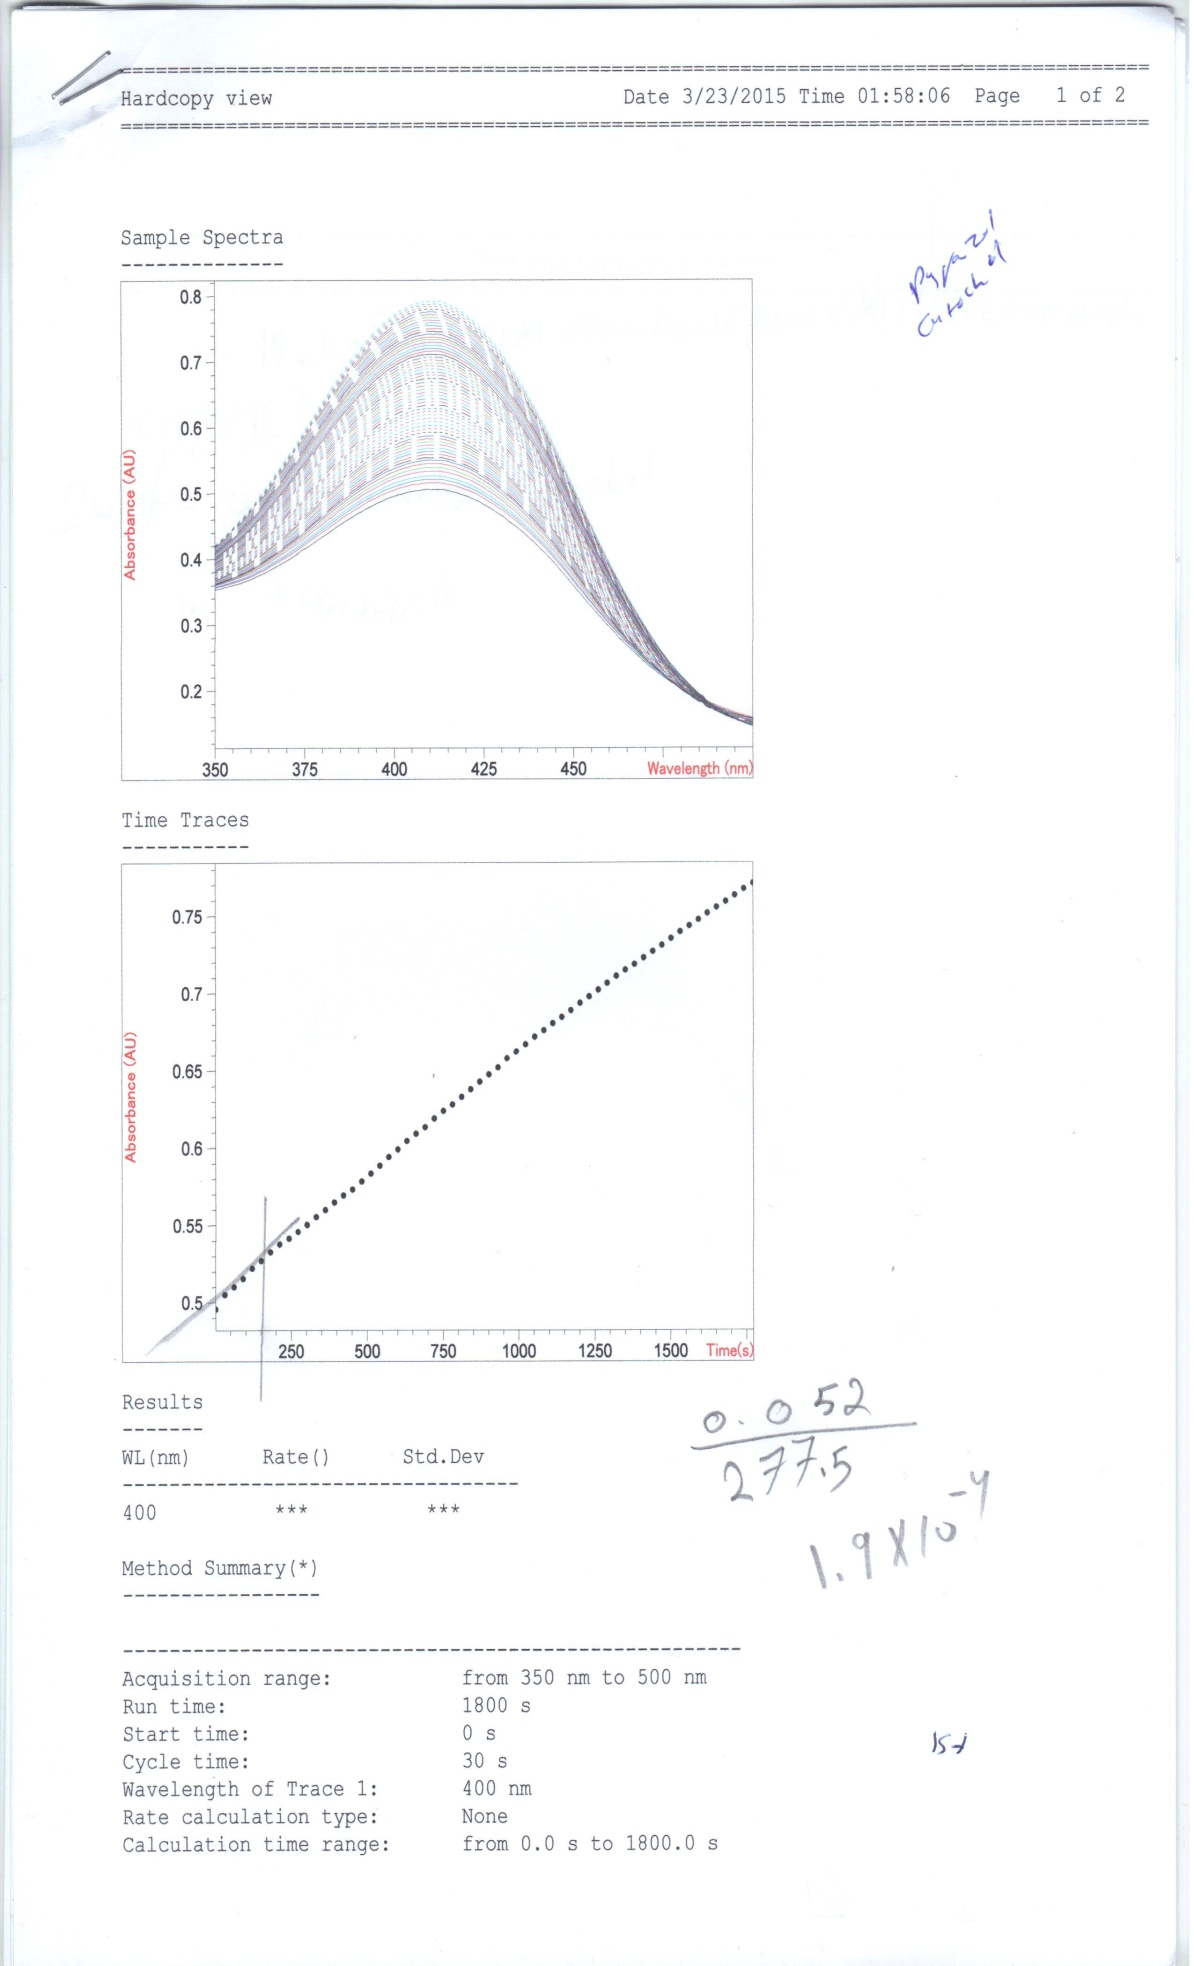 ================================================================
Hardcopy view Date 3/23/2015 Time 01:58:06 Page 1 of 2
================================================================
Sample Spectra
--------------
0.8
0.7
0.6
0.5
0.4
0.3
0.2
Absorbance (AU)
350 375 400 425 450 Wavelength (nm)
Time Traces
-----------
0.75
0.7
0.65
0.6
0.55
0.5
Absorbance (AU)
250 500 750 1000 1250 1500 Time(s)
0.052
277.5
1.9X10-4
Results
-------
WL(nm) Rate() Std.Dev
----------------------------------
400 *** ***
Method Summary(*)
-----------------
-----------------------------------------------------
Acquisition range: from 350 nm to 500 nm
Run time: 1800 s
Start time: 0 s
Cycle time: 30 s
Wavelength of Trace 1: 400 nm
Rate calculation type: None
Calculation time range: from 0.0 s to 1800.0 s